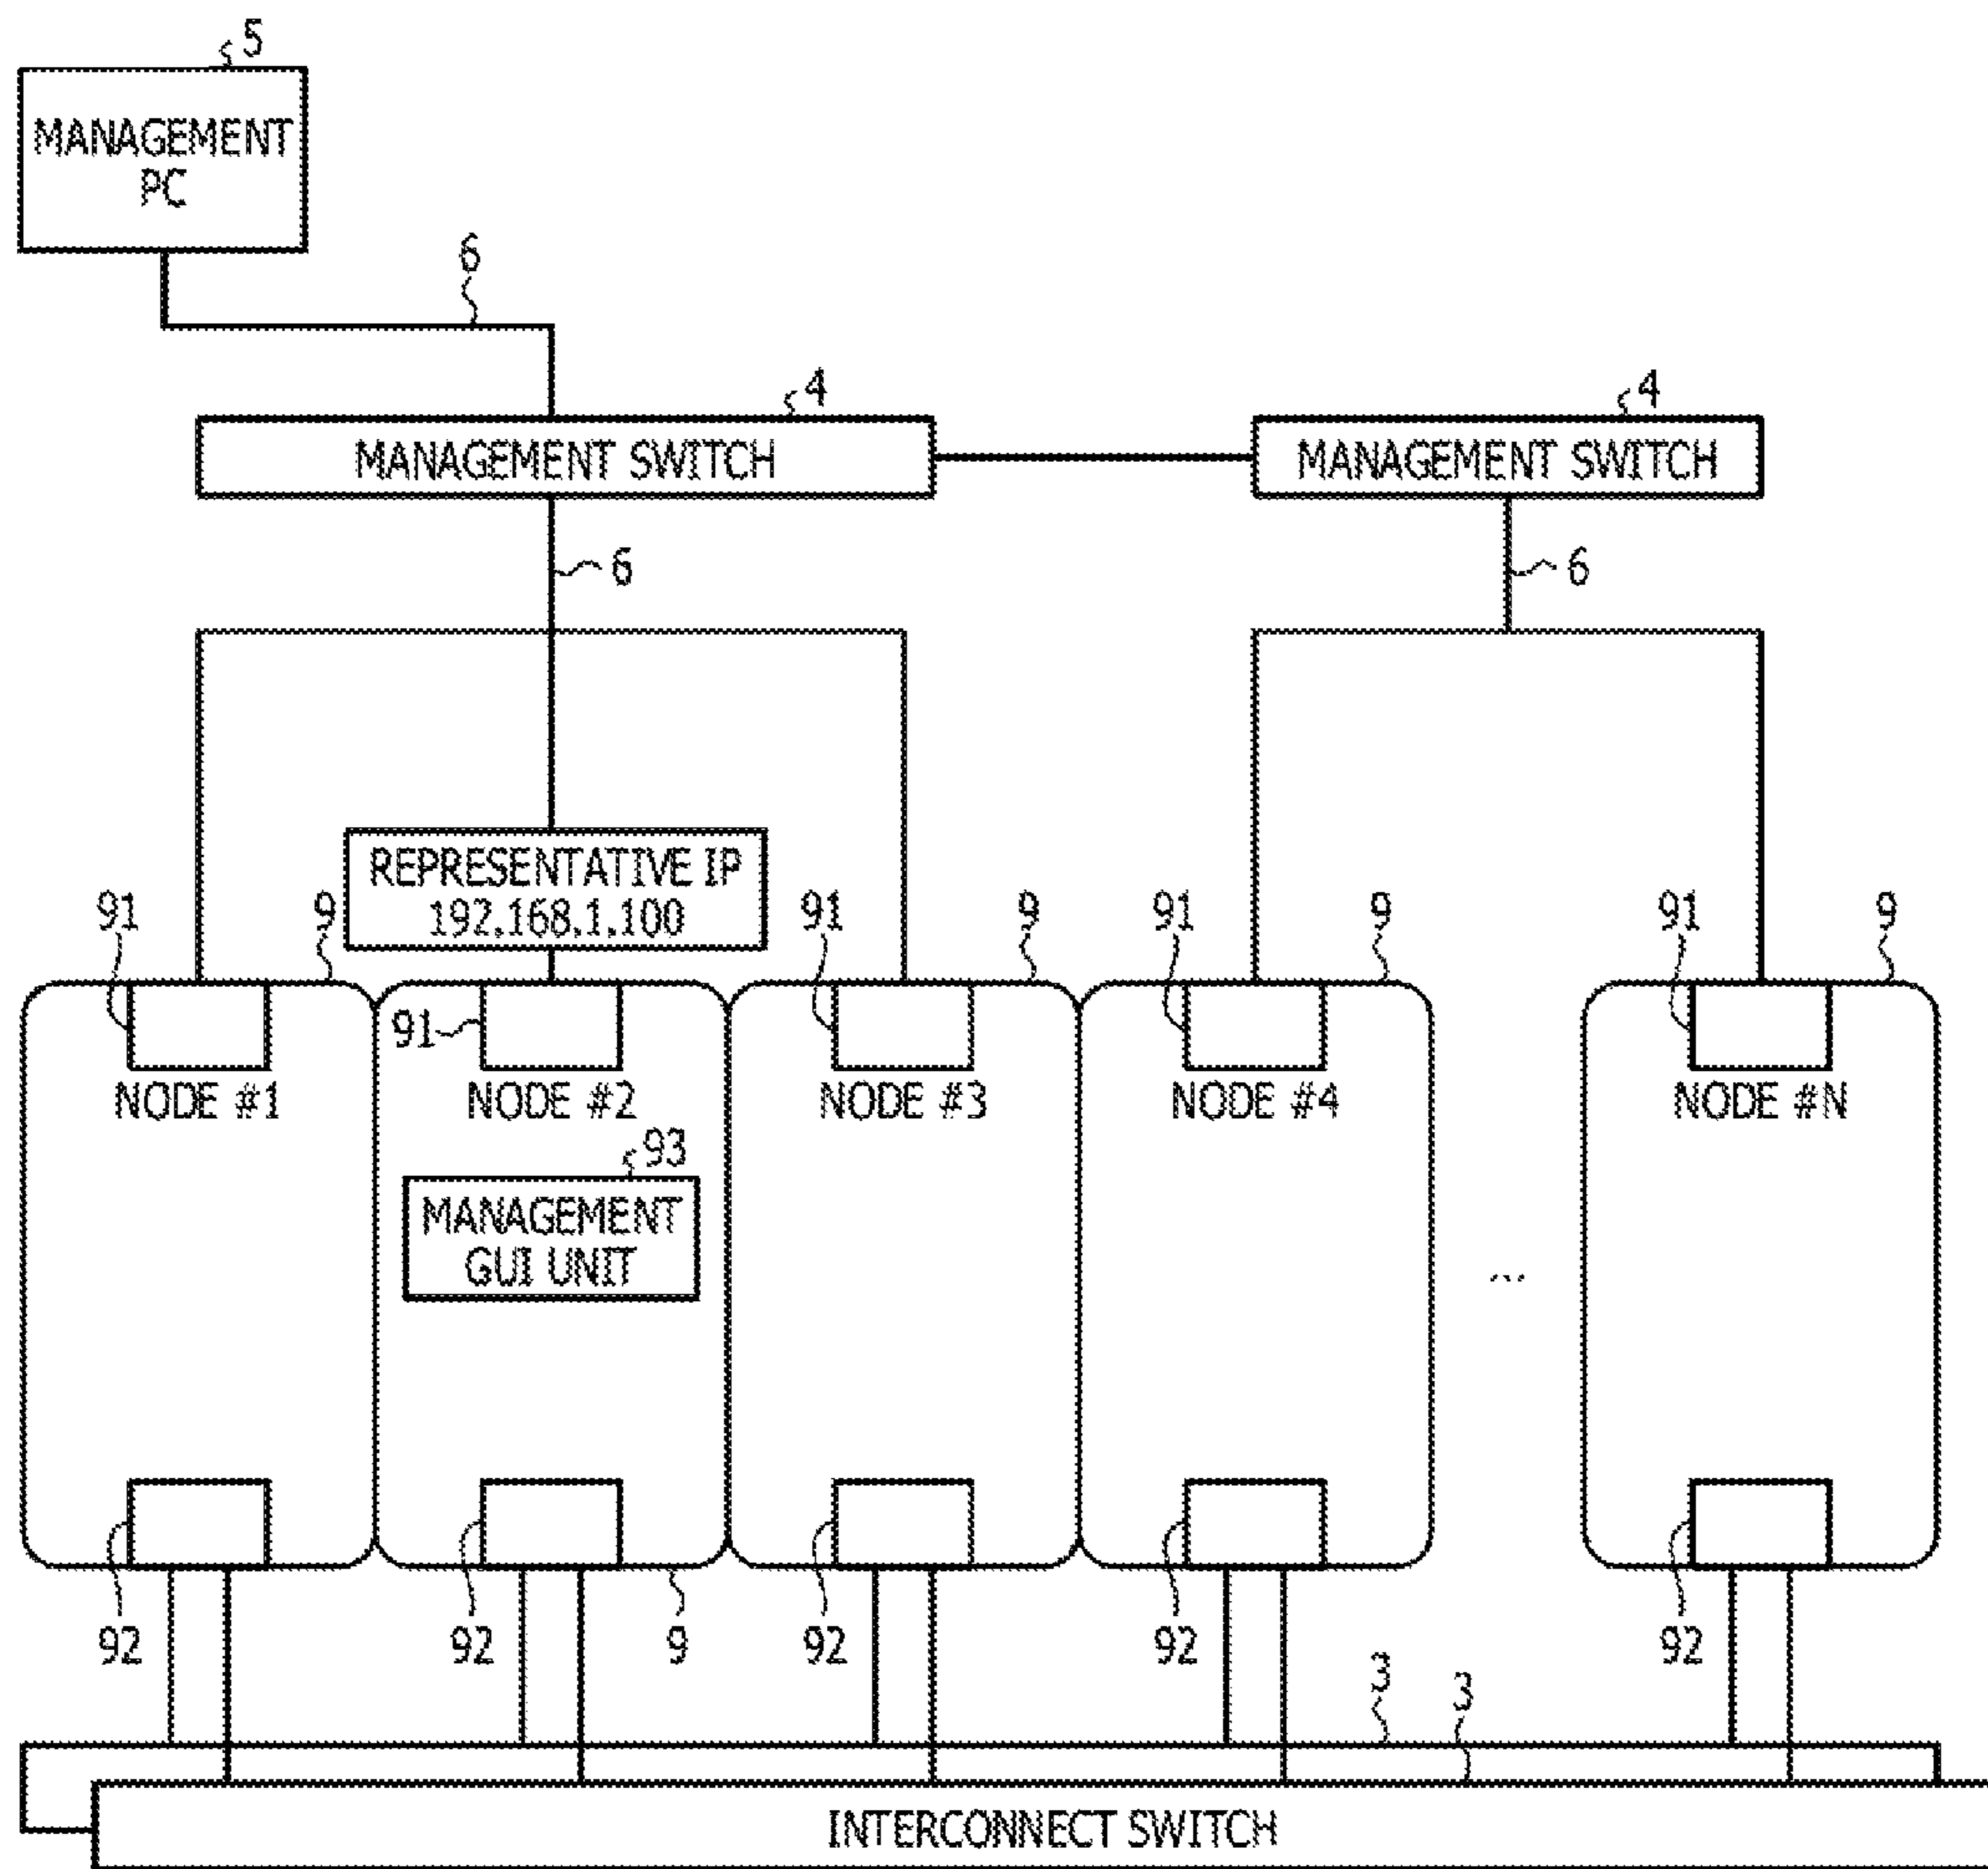 5
MANAGEMENT
PC
6
4
4
MANAGEMENT SWITCH
MANAGEMENT SWITCH
6
6
REPRESENTATIVE IP
192.168.1.100
91
9
91
9
91
9
91
9
91
NODE #1
NODE #2
NODE #3
NODE #4
NODE #N
93
MANAGEMENT
GUI UNIT
...
92
92
9
92
92
92
3
3
INTERCONNECT SWITCH